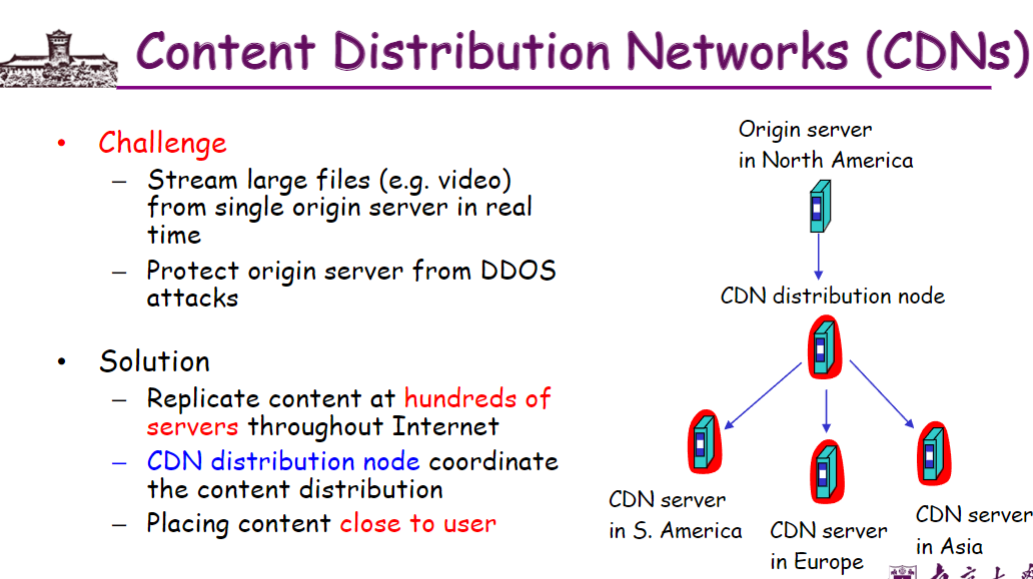 Content Distribution Networks (CDNs)
• Challenge
– Stream large files (e.g. video)
from single origin server in real
time
– Protect origin server from DDOS
attacks
• Solution
– Replicate content at hundreds of
servers throughout Internet
– CDN distribution node coordinate
the content distribution
– Placing content close to user
Origin server
in North America
CDN distribution node
CDN server
in S. America
CDN server
in Europe
CDN server
in Asia